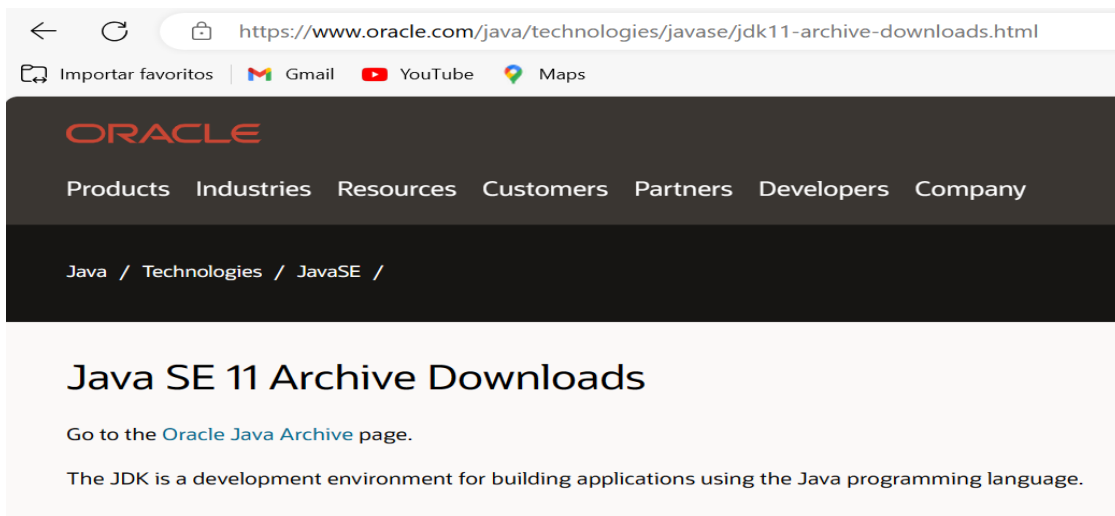 https://www.oracle.com/java/technologies/javase/jdk11-archive-downloads.html
Importar favoritos Gmail YouTube Maps
ORACLE
Products Industries Resources Customers Partners Developers Company
Java / Technologies / JavaSE /
Java SE 11 Archive Downloads
Go to the Oracle Java Archive page.
The JDK is a development environment for building applications using the Java programming language.